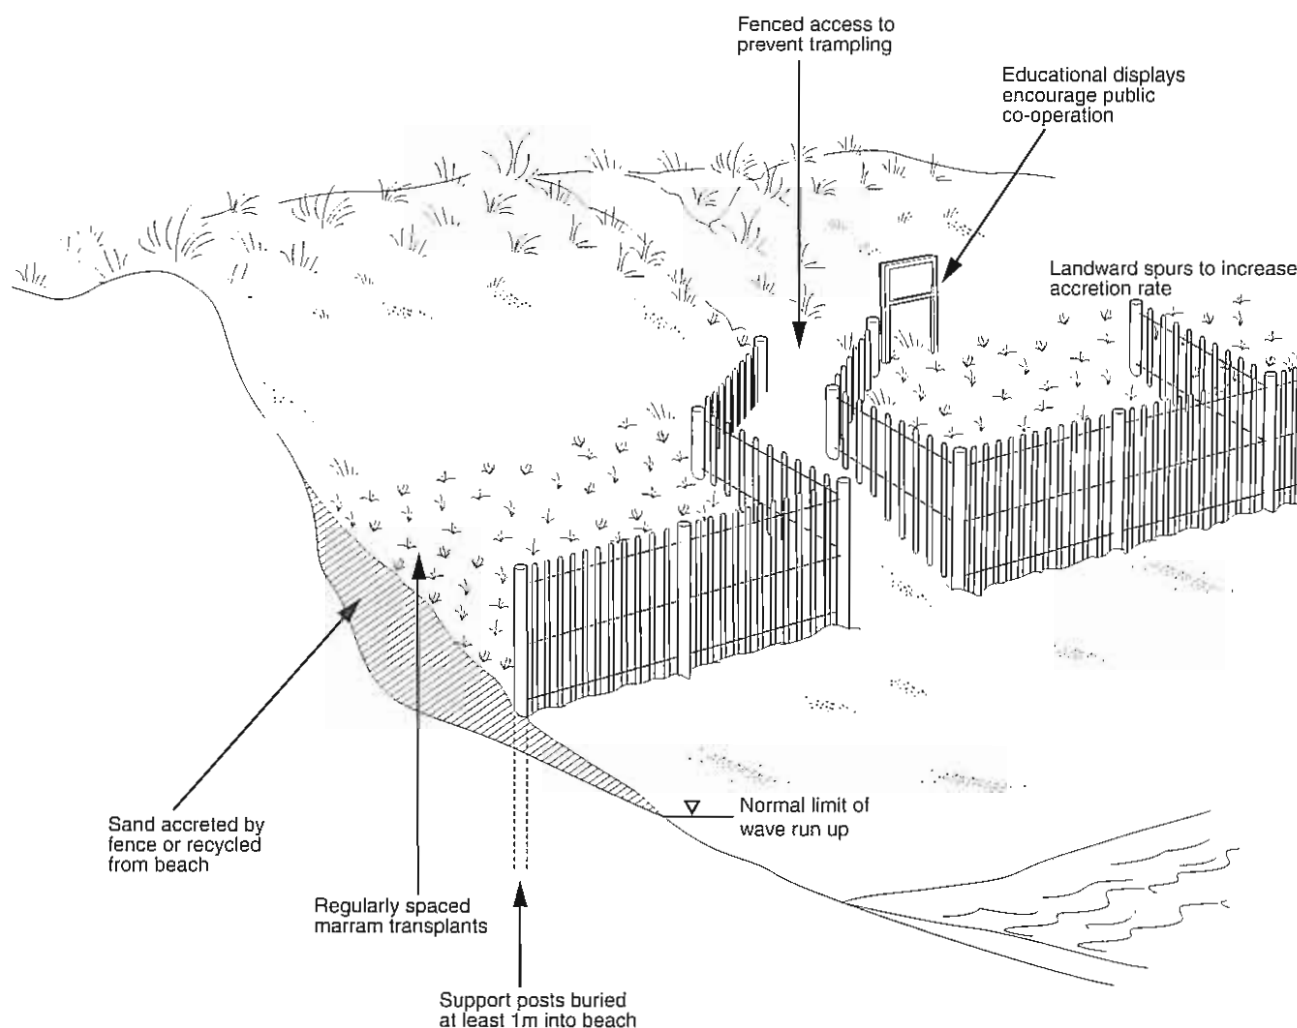 Fenced access to
prevent trampling
Educational displays
encourage public
co-operation
Landward spurs to increase
accretion rate
Normal limit of
wave run up
Sand accreted by
fence or recycled
from beach
Regularly spaced
marram transplants
Support posts buried
at least 1m into beach